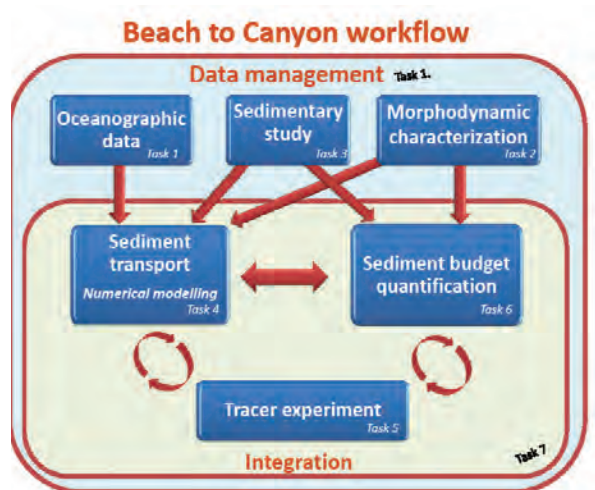 Beach to Canyon workflow
Data management Task 1.
Oceanographic
data
Task 1
Sedimentary
study
Task 3
Morphodynamic
characterization
Task 2
Sediment
transport
Numerical modelling
Task 4
Sediment budget
quantification
Task 6
Tracer experiment
Task 5
Integration
Task 7